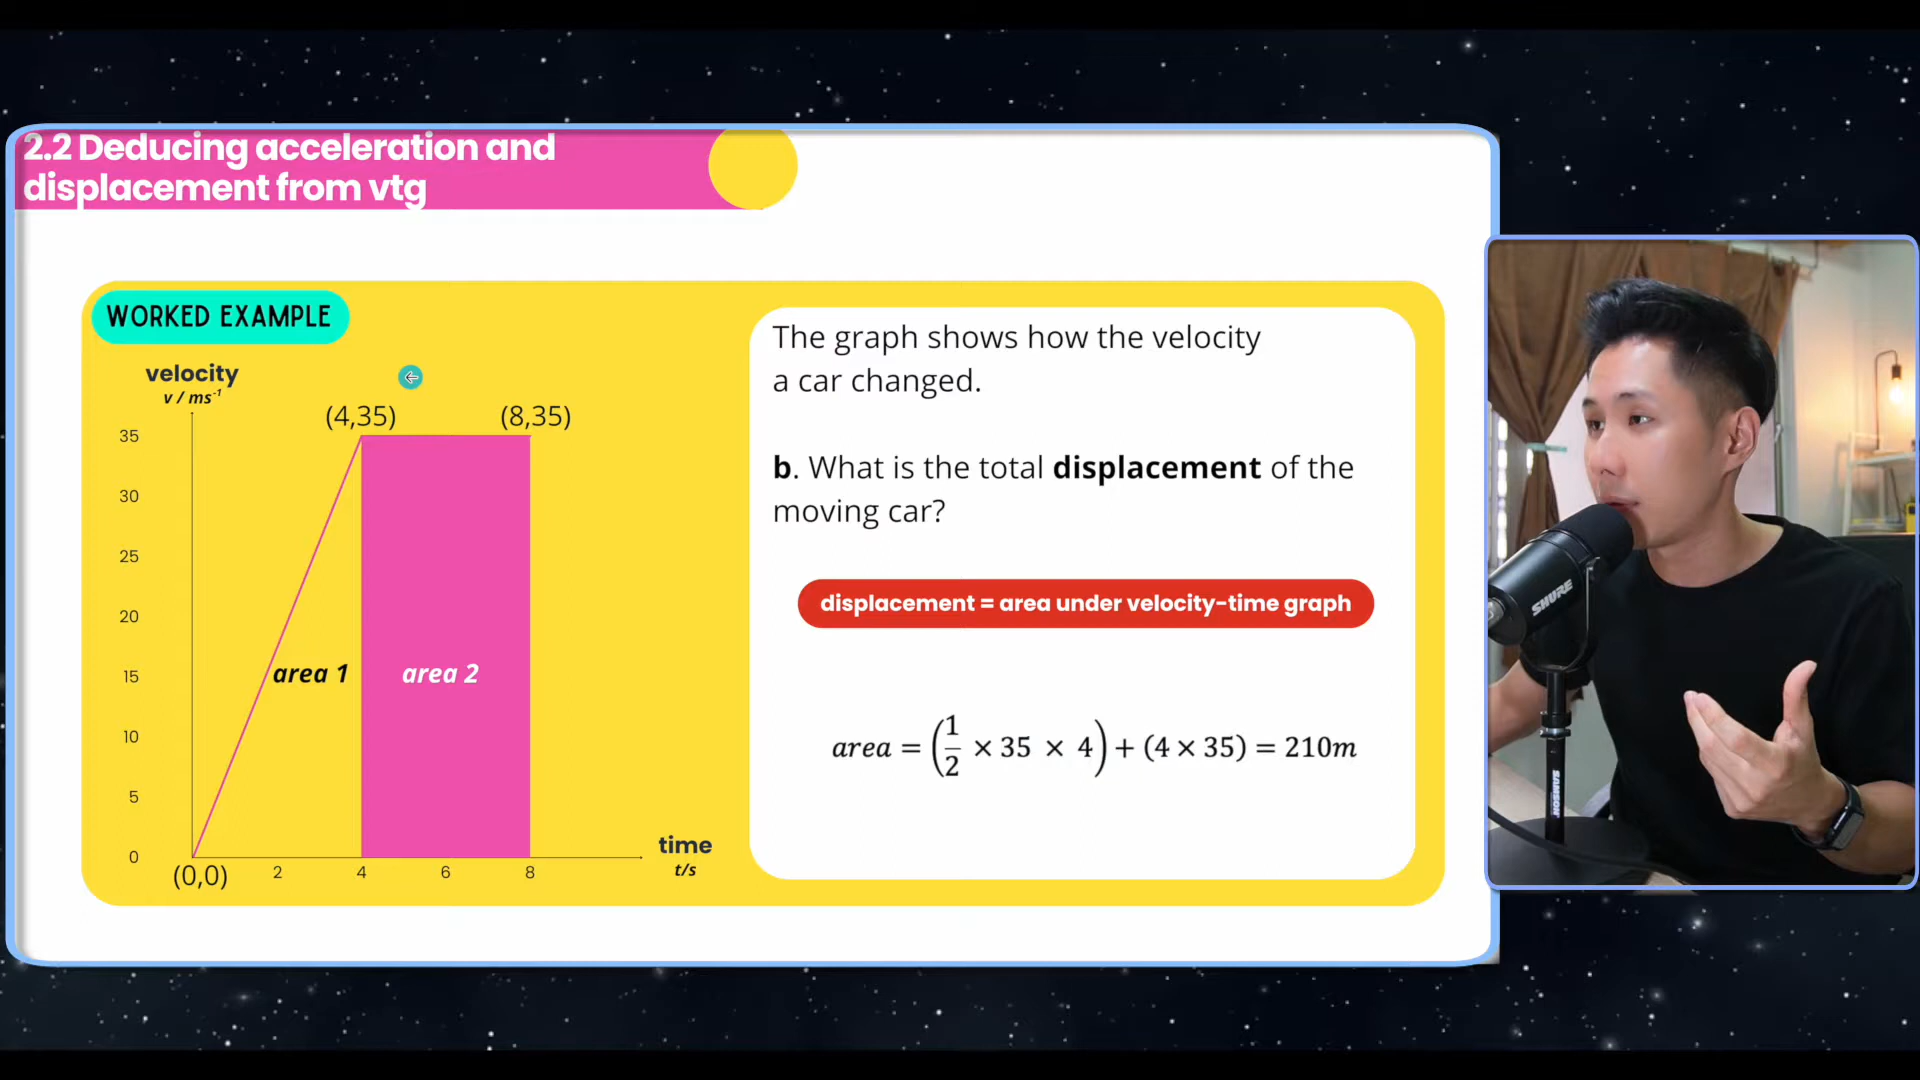 2.2 Deducing acceleration and
displacement from vtg
WORKED EXAMPLE
velocity
v / ms⁻¹
(4,35)
(8,35)
35
30
25
20
15
10
5
0
area 1
area 2
(0,0)
2
4
6
8
time
t/s
The graph shows how the velocity
a car changed.
b. What is the total displacement of the
moving car?
displacement = area under velocity-time graph
area = (1/2 × 35 × 4) + (4 × 35) = 210m
SHURE
SAMSON